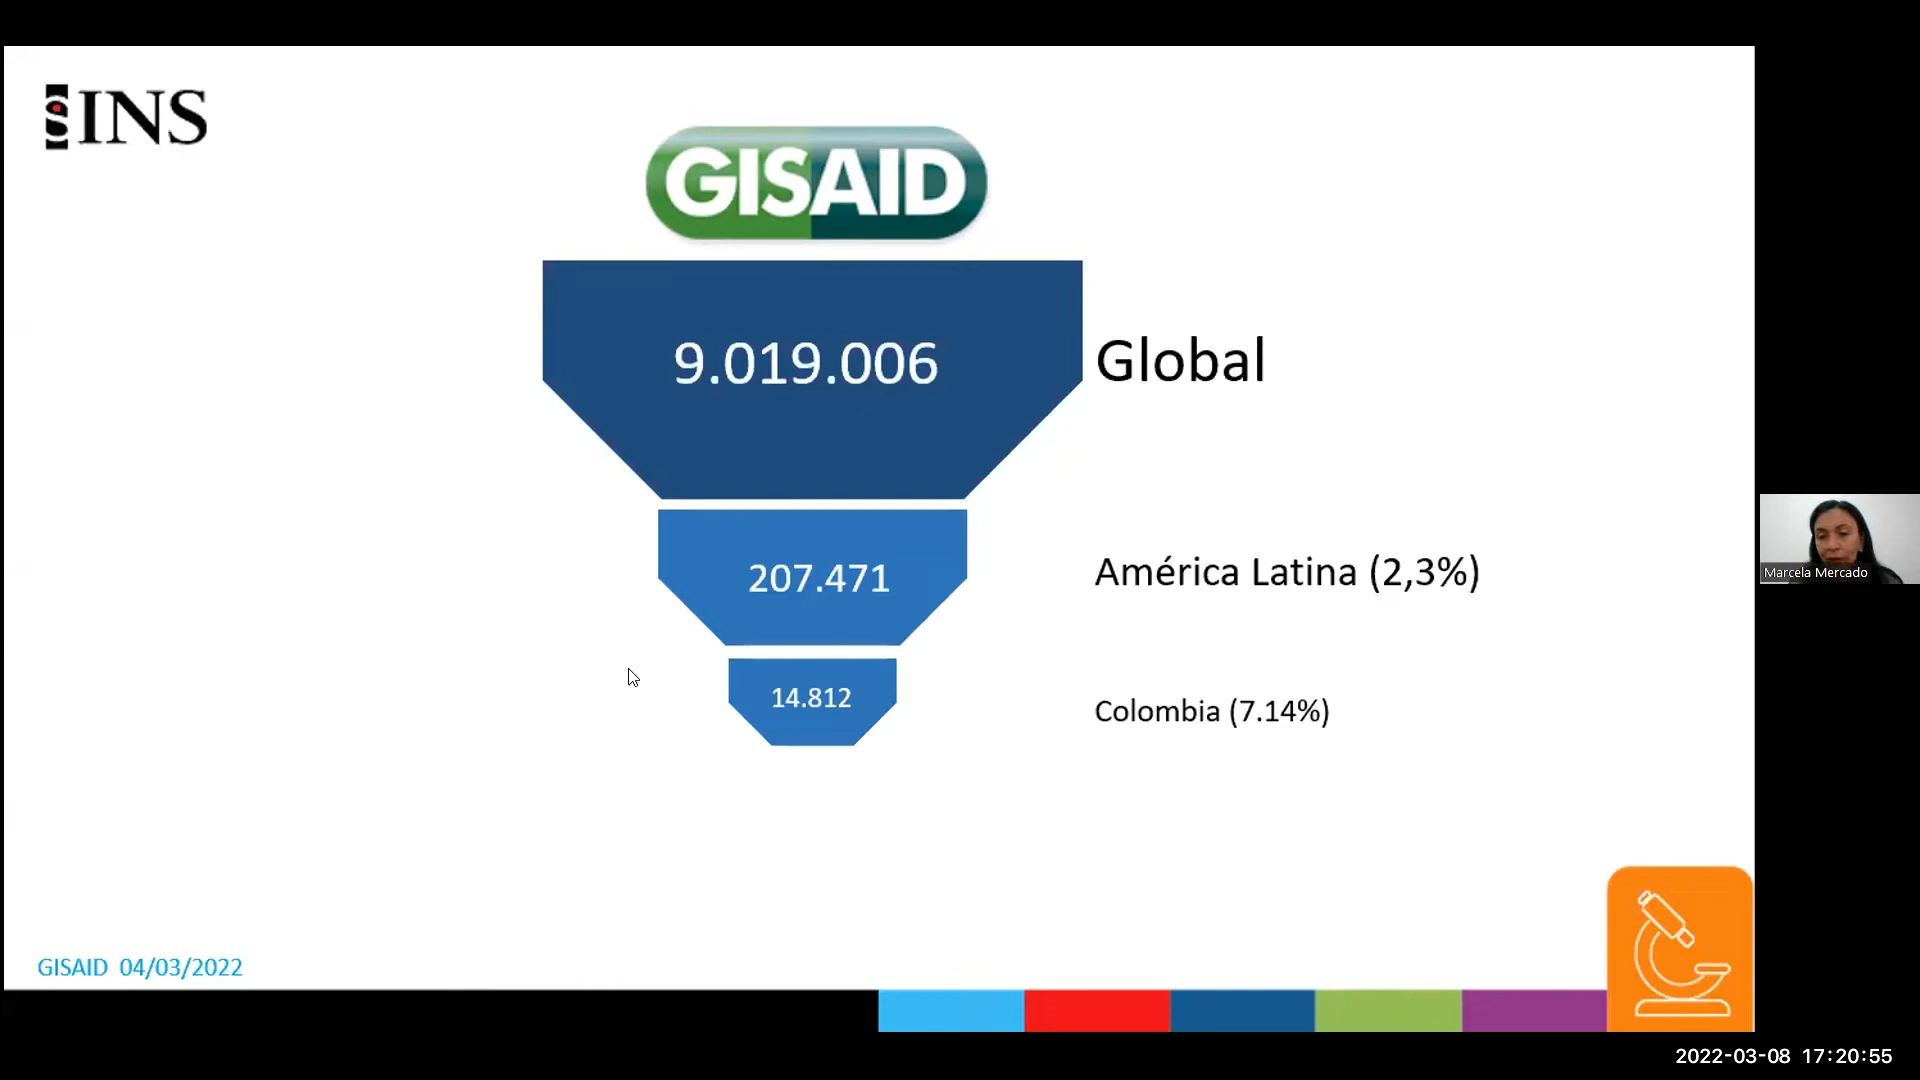 INS
GISAID
9.019.006
Global
207.471
América Latina (2,3%)
14.812
Colombia (7.14%)
Marcela Mercado
GISAID 04/03/2022
2022-03-08 17:20:55